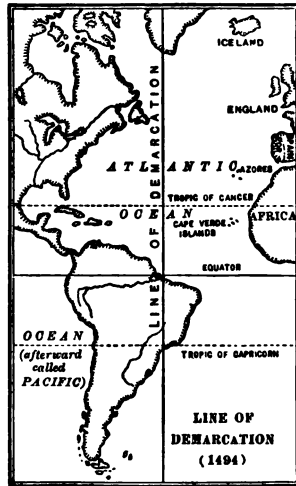 ICELAND
ENGLAND
LINE OF DEMARCATION
ATLANTIC
AZORES
TROPIC OF CANCER
OCEAN
AFRICA
CAPE VERDE
ISLANDS
EQUATOR
OCEAN
(afterward
called
PACIFIC)
TROPIC OF CAPRICORN
LINE OF
DEMARCATION
(1494)